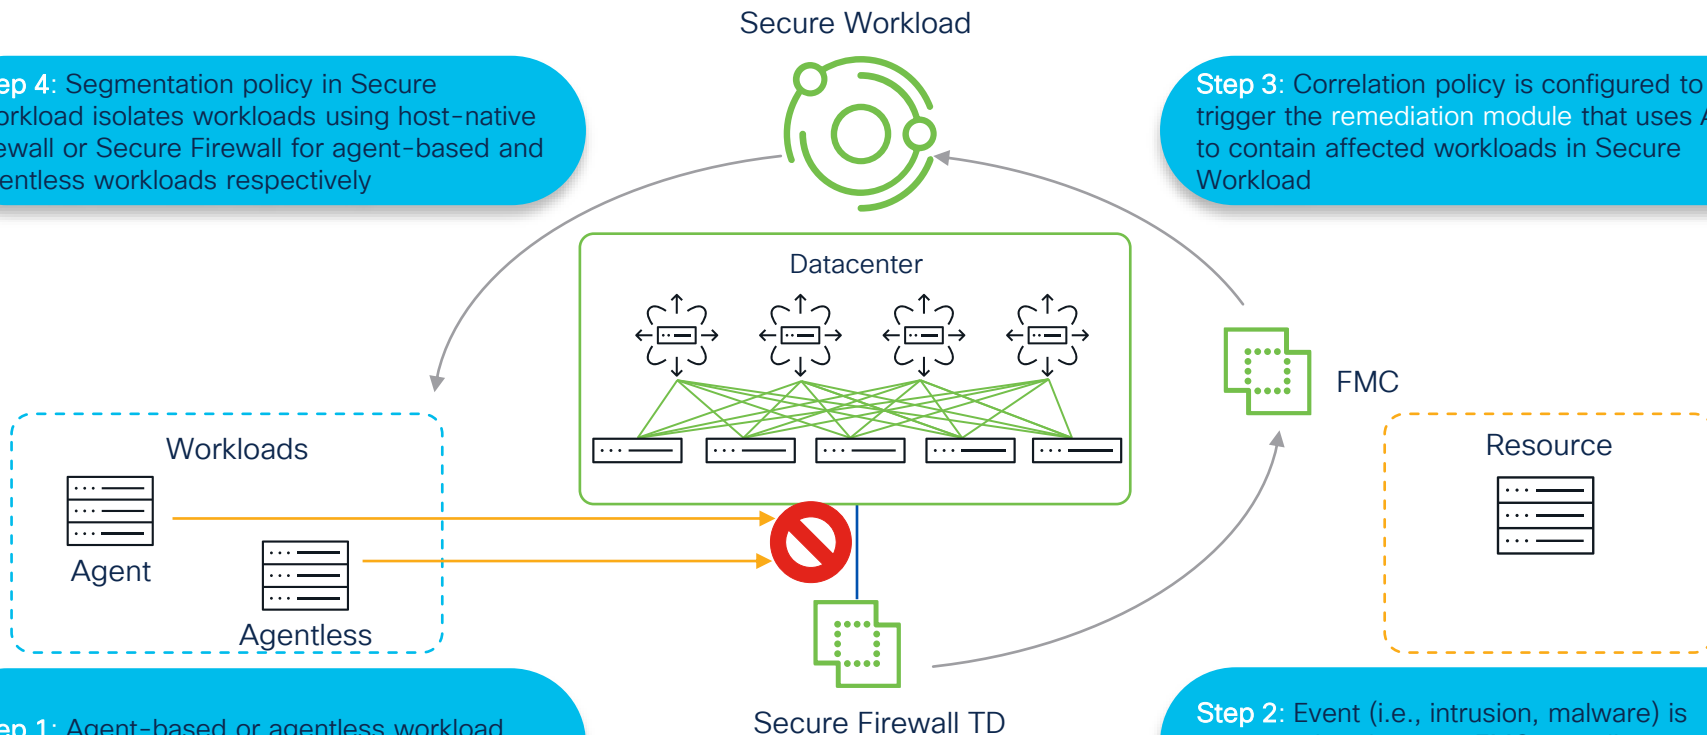 Secure Workload
ep 4: Segmentation policy in Secure
orkload isolates workloads using host-native
ewall or Secure Firewall for agent-based and
entless workloads respectively
Step 3: Correlation policy is configured to
trigger the remediation module that uses A
to contain affected workloads in Secure
Workload
Datacenter
FMC
Workloads
Agent
Agentless
Resource
Secure Firewall TD
ep 1: Agent-based or agentless workload
Step 2: Event (i.e., intrusion, malware) is